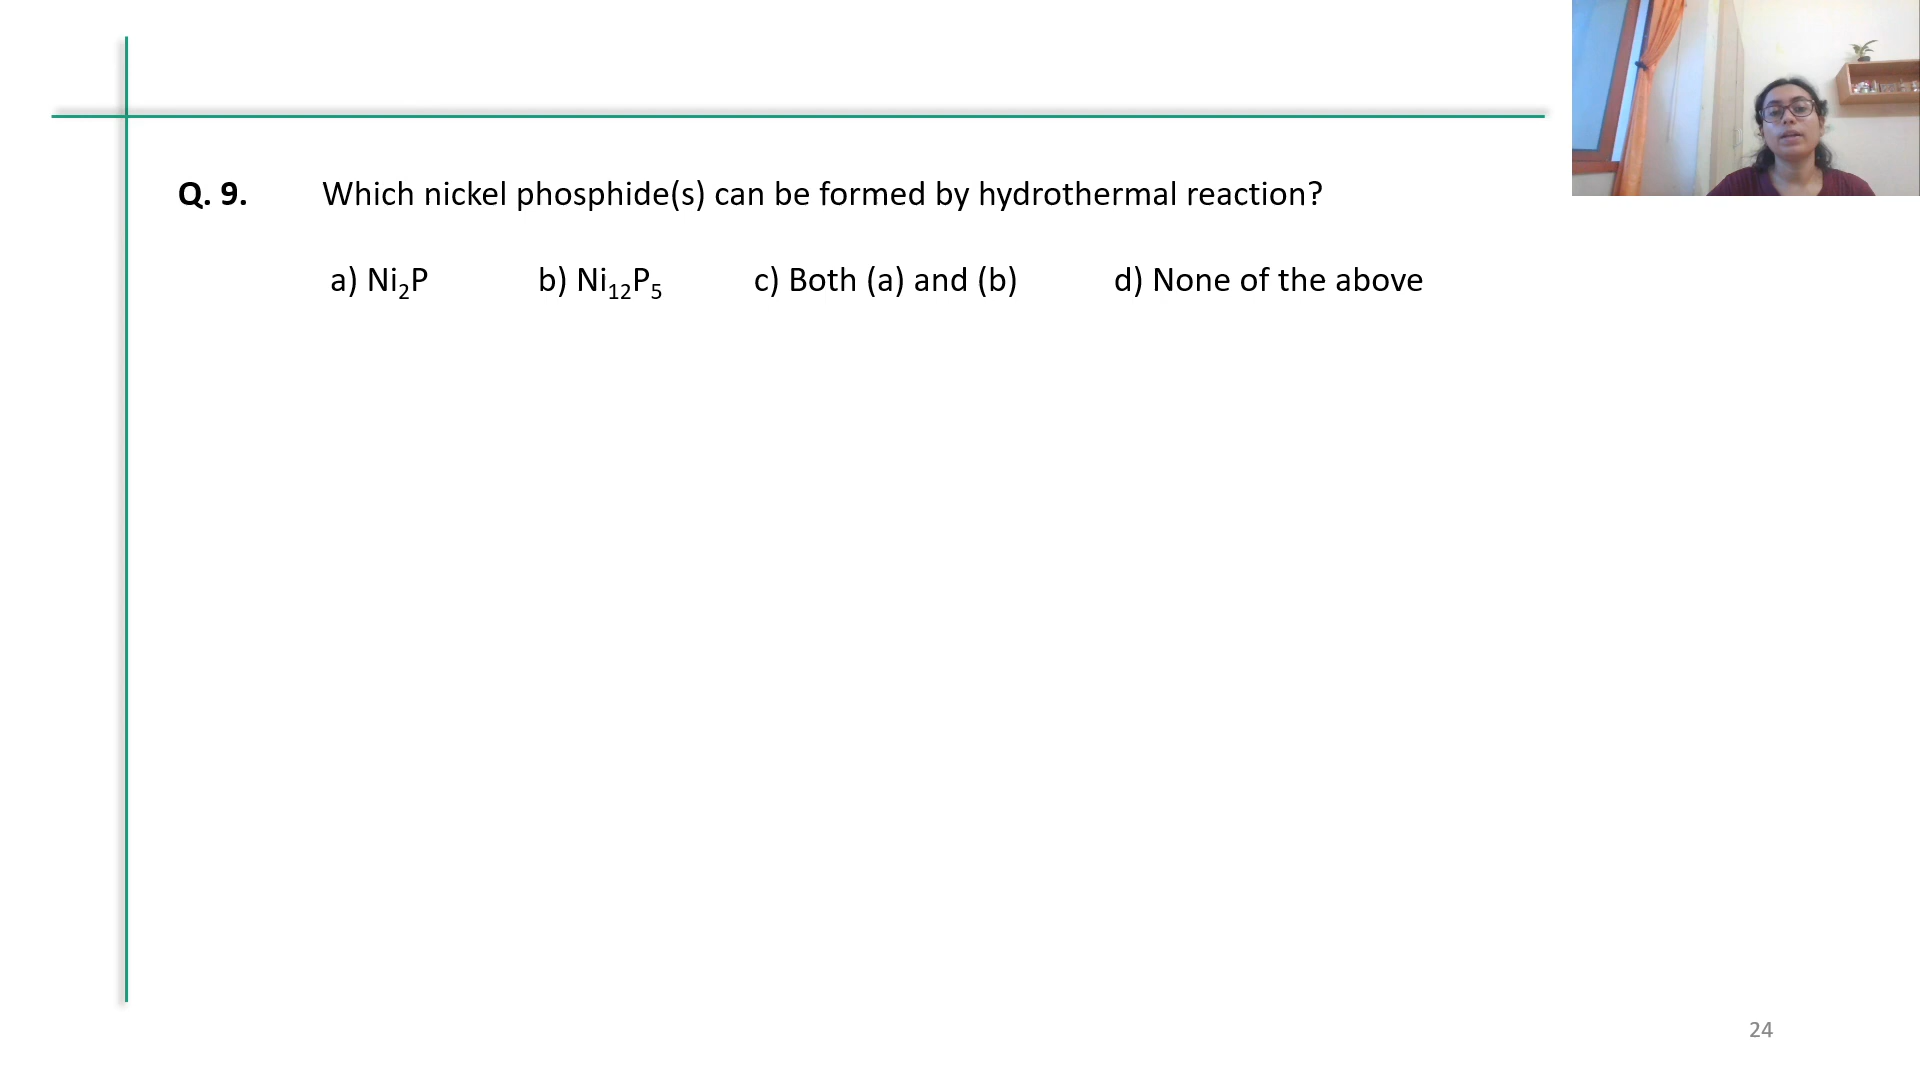 Q. 9. Which nickel phosphide(s) can be formed by hydrothermal reaction?
a) Ni₂P b) Ni₁₂P₅ c) Both (a) and (b) d) None of the above
24